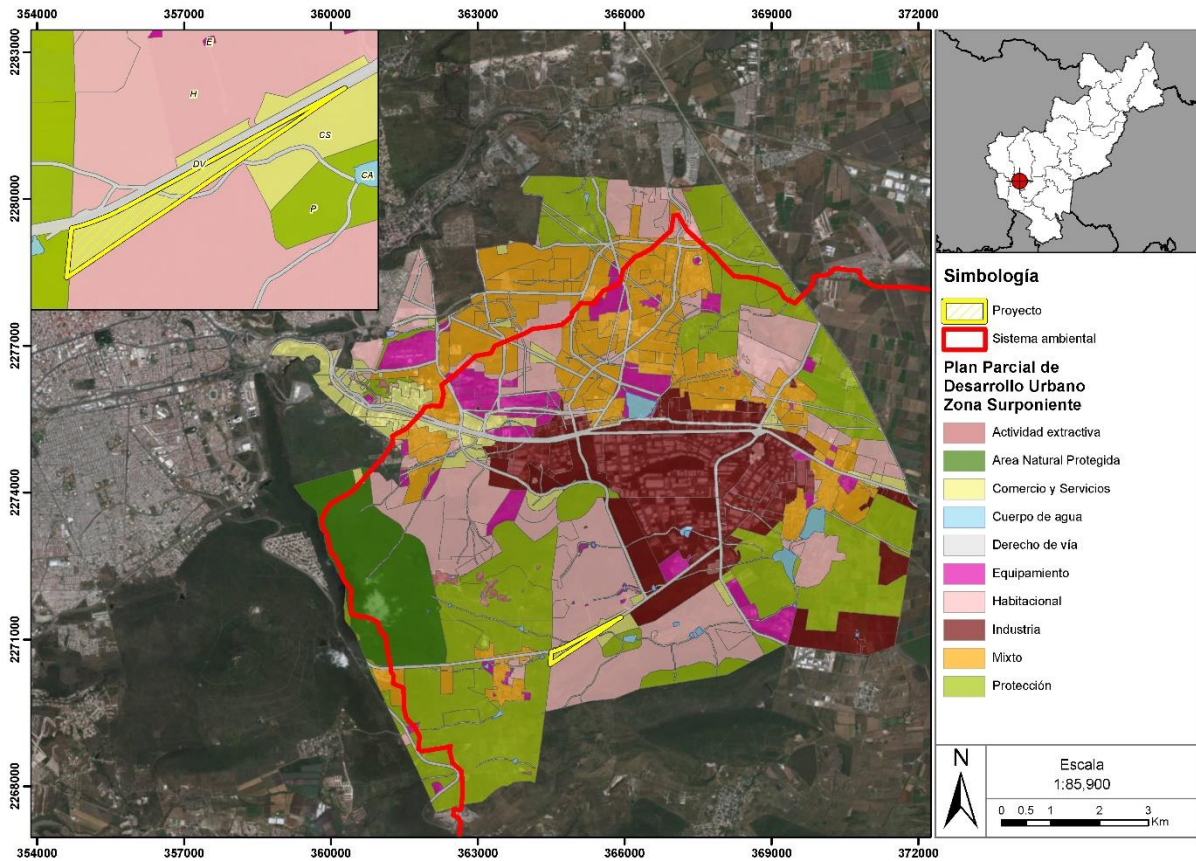 354000 357000 360000 363000 366000 369000 372000
2283000
2280000
2277000
2274000
2271000
2268000
E
H
CS
DV
CA
P
Simbología
Proyecto
Sistema ambiental
Plan Parcial de
Desarrollo Urbano
Zona Surponiente
Actividad extractiva
Area Natural Protegida
Comercio y Servicios
Cuerpo de agua
Derecho de vía
Equipamiento
Habitacional
Industria
Mixto
Protección
N
Escala
1:85,900
0 0.5 1 2 3
Km
354000 357000 360000 363000 366000 369000 372000